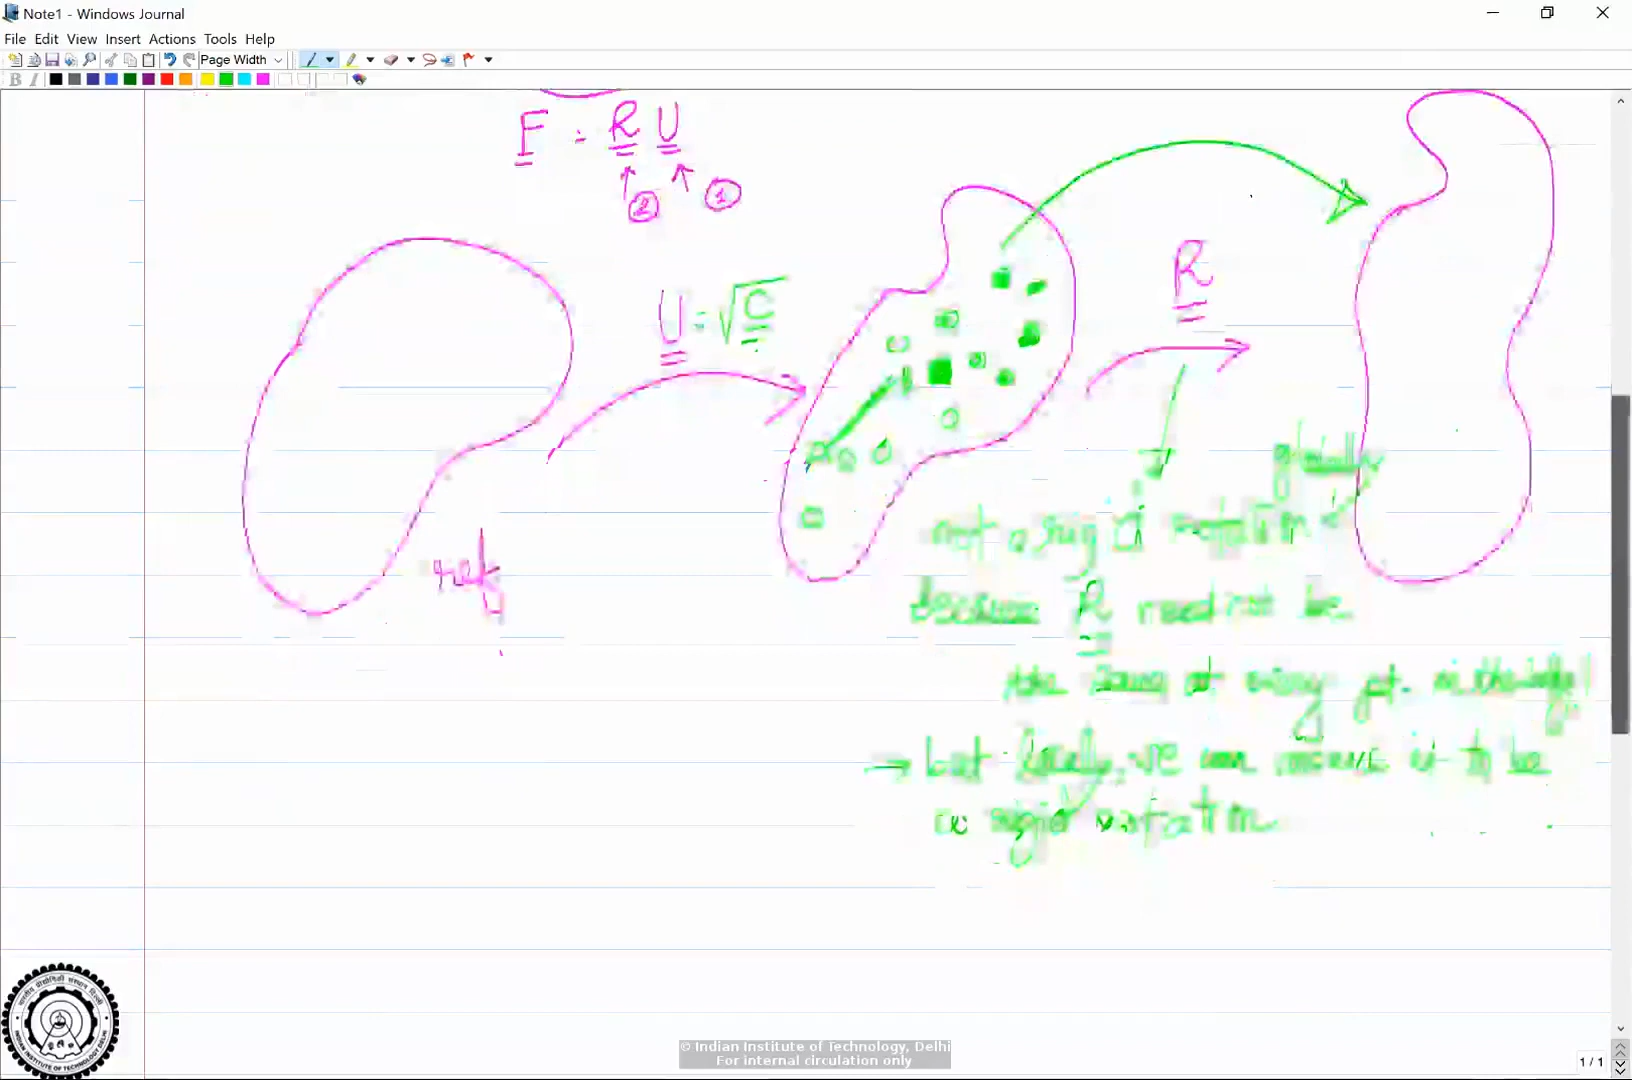 Note1 - Windows Journal
File Edit View Insert Actions Tools Help
Page Width
B I
F = R U
② ①
U = √C
R
ref
globally
not a rigid rotation
because R need not be
the same at every pt. in the body!
→ but locally, we can assume it to be
a rigid rotation.
© Indian Institute of Technology, Delhi
For internal circulation only
1 / 1